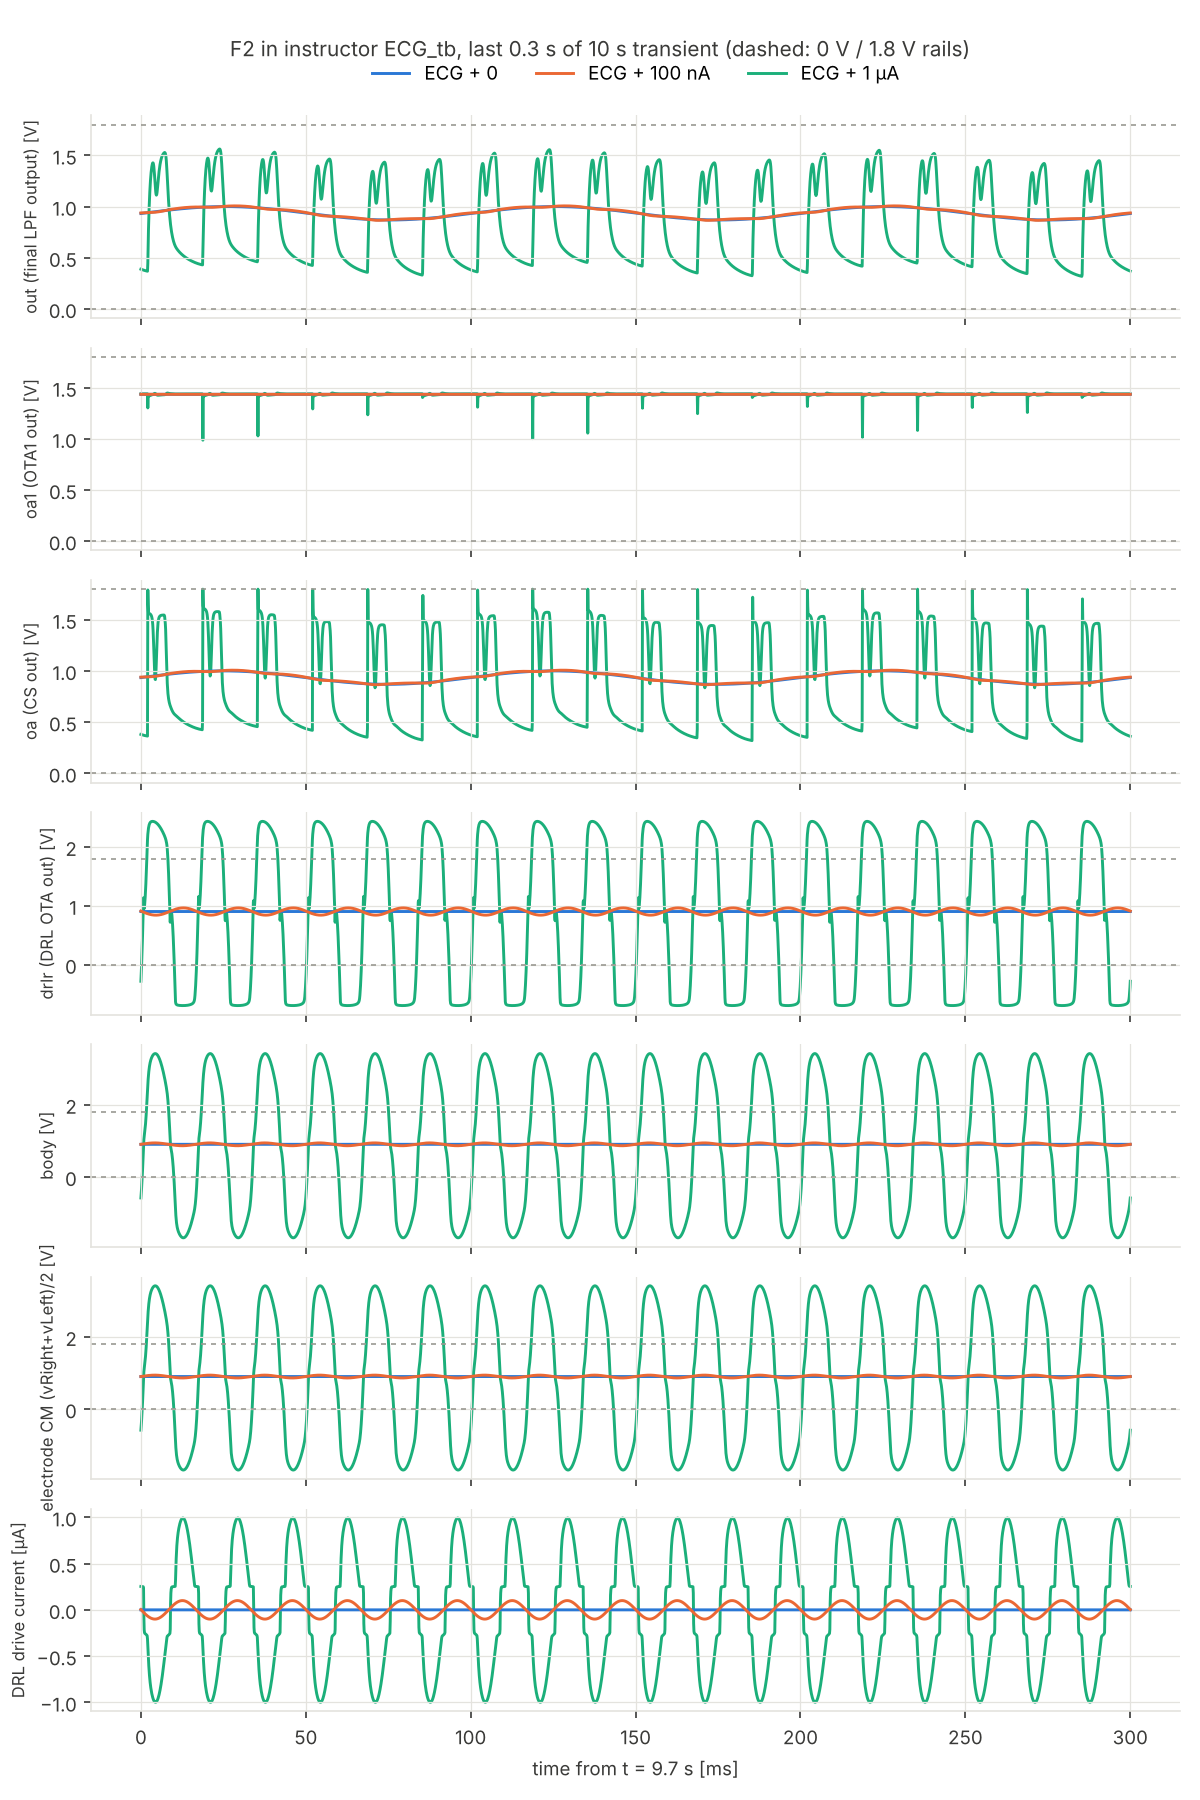 F2 in instructor ECG_tb, last 0.3 s of 10 s transient (dashed: 0 V / 1.8 V rails)
ECG + 0
ECG + 100 nA
ECG + 1 µA
out (final LPF output) [V]
1.5
1.0
0.5
0.0
oa1 (OTA1 out) [V]
1.5
1.0
0.5
0.0
oa (CS out) [V]
1.5
1.0
0.5
0.0
drlr (DRL OTA out) [V]
2
1
0
body [V]
2
0
electrode CM (vRight+vLeft)/2 [V]
2
0
DRL drive current [µA]
1.0
0.5
0.0
−0.5
−1.0
0
50
100
150
200
250
300
time from t = 9.7 s [ms]